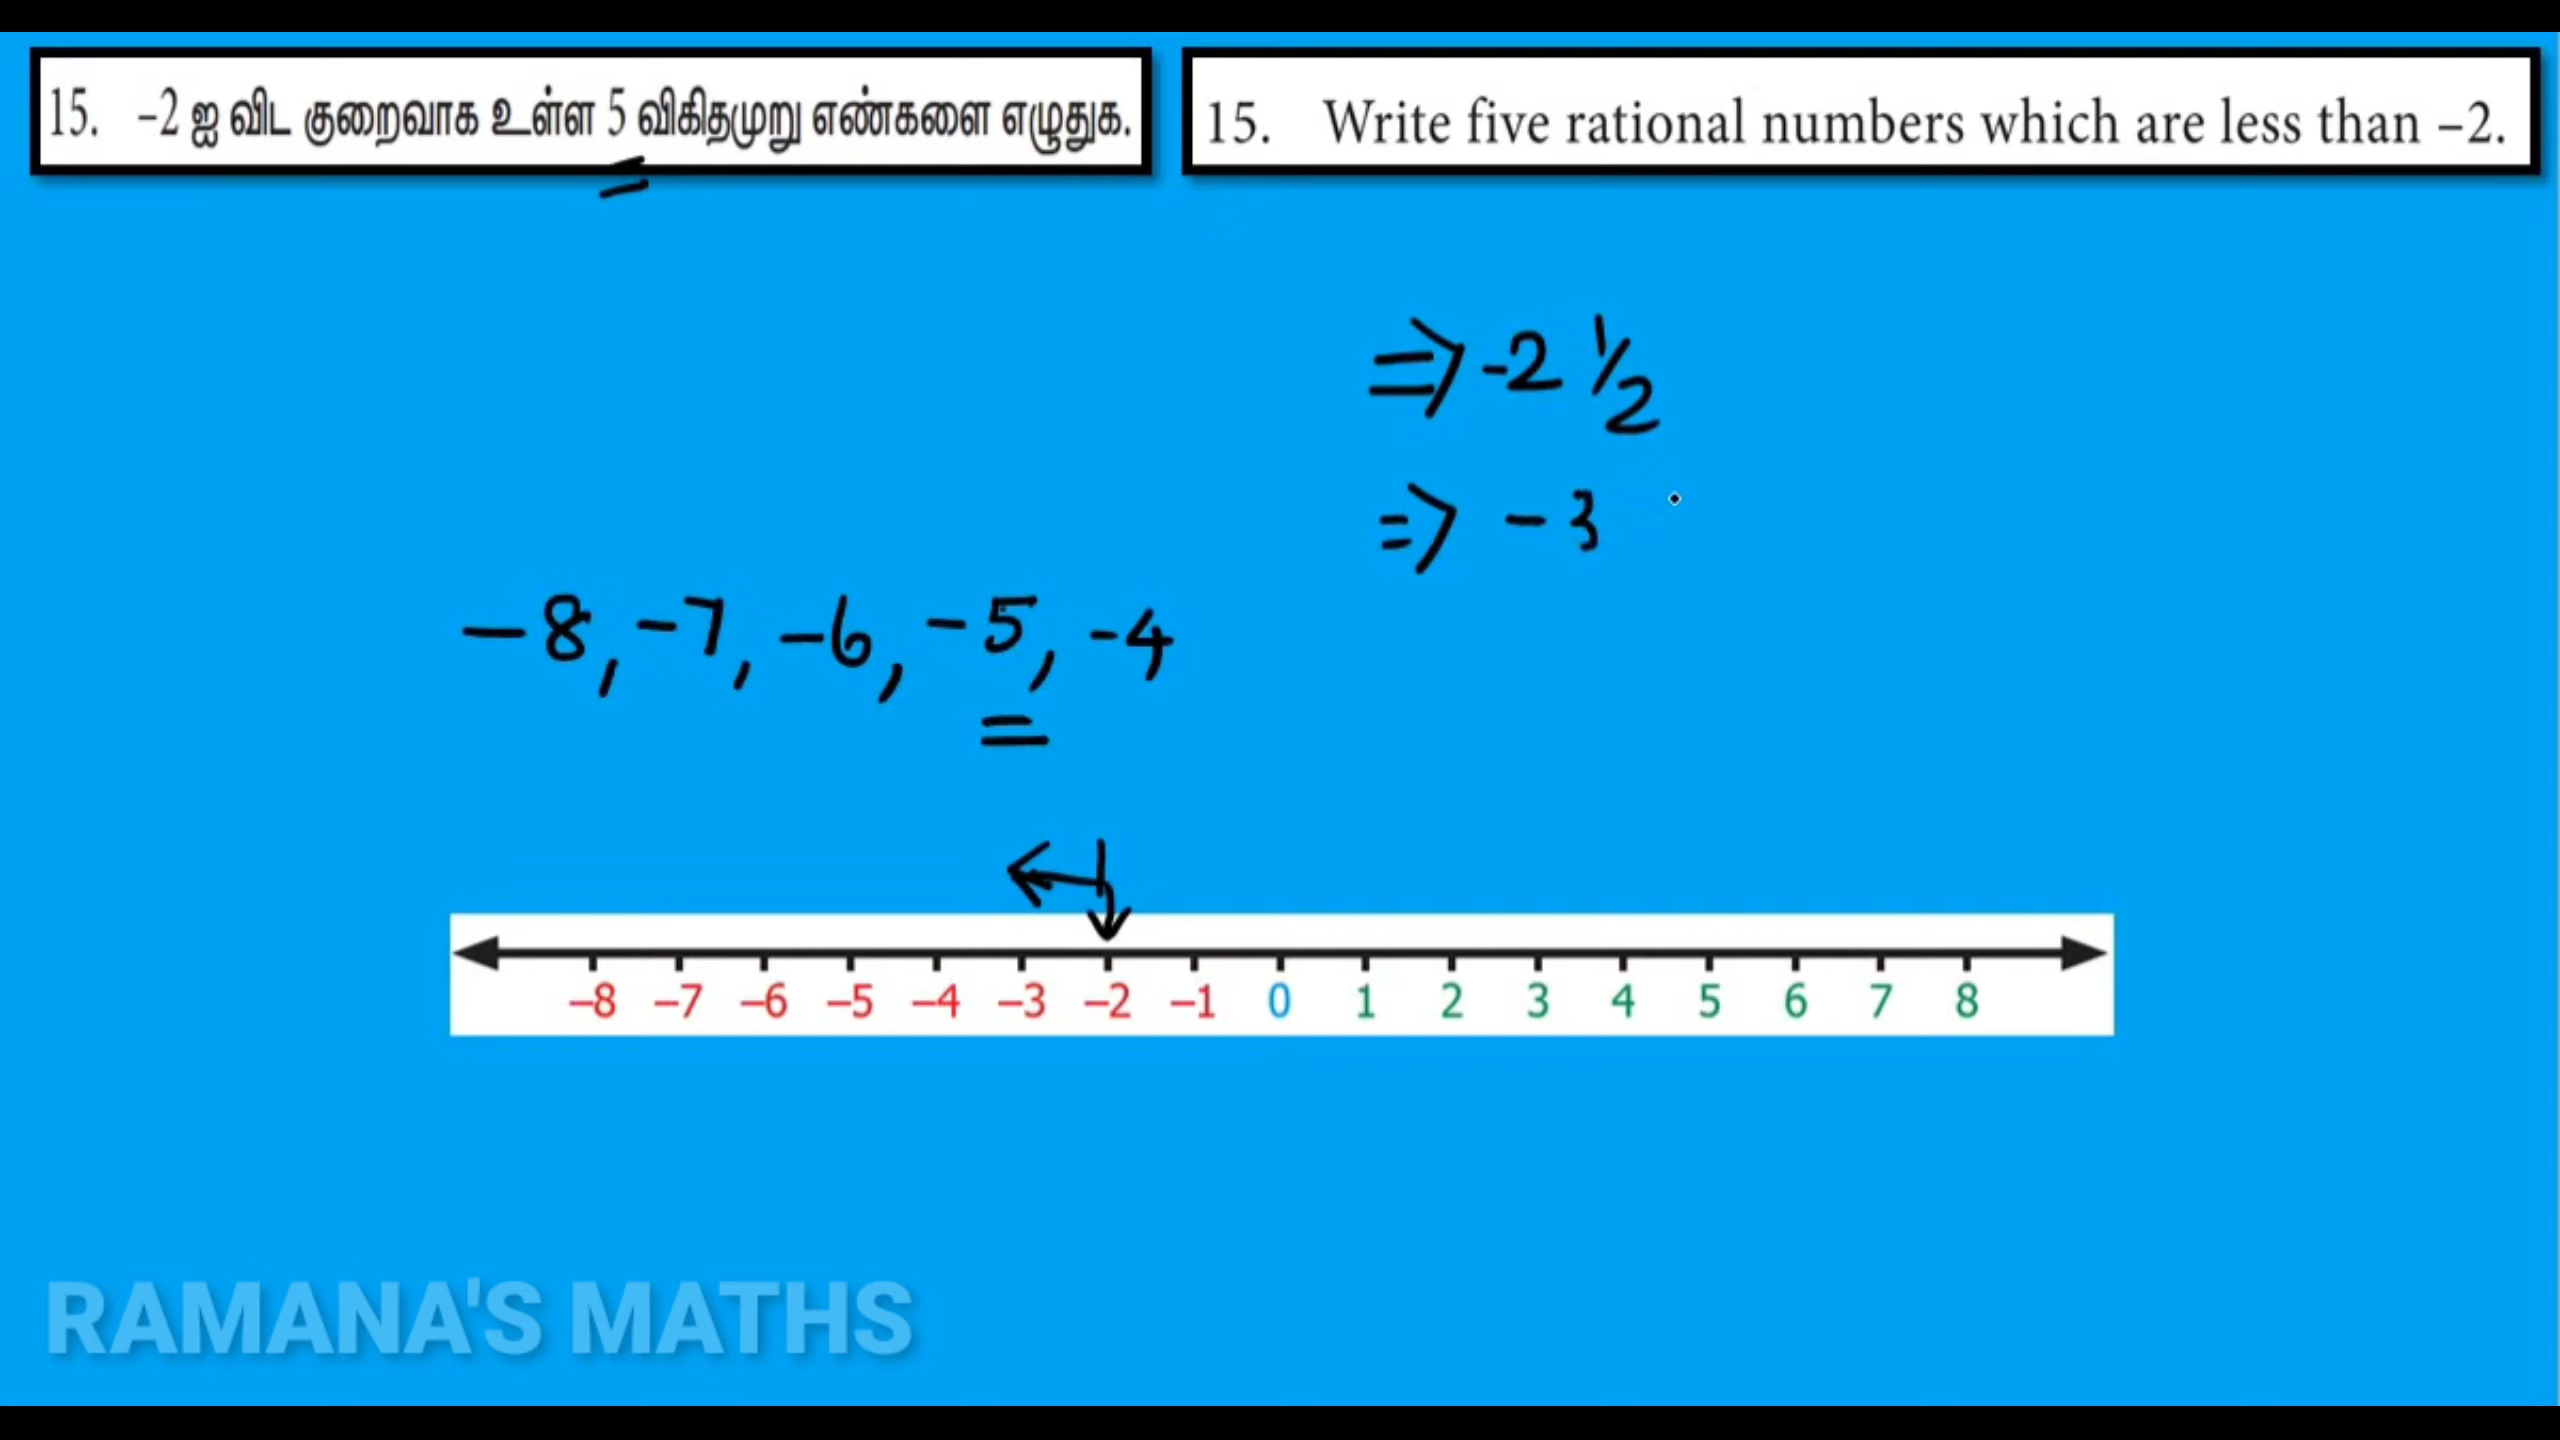 15. –2 ஐ விட குறைவாக உள்ள 5 விகிதமுறு எண்களை எழுதுக.
15. Write five rational numbers which are less than –2.
=> -2 1/2
=> - 3
-8, -7, -6, -5, -4
–8 –7 –6 –5 –4 –3 –2 –1 0 1 2 3 4 5 6 7 8
RAMANA'S MATHS